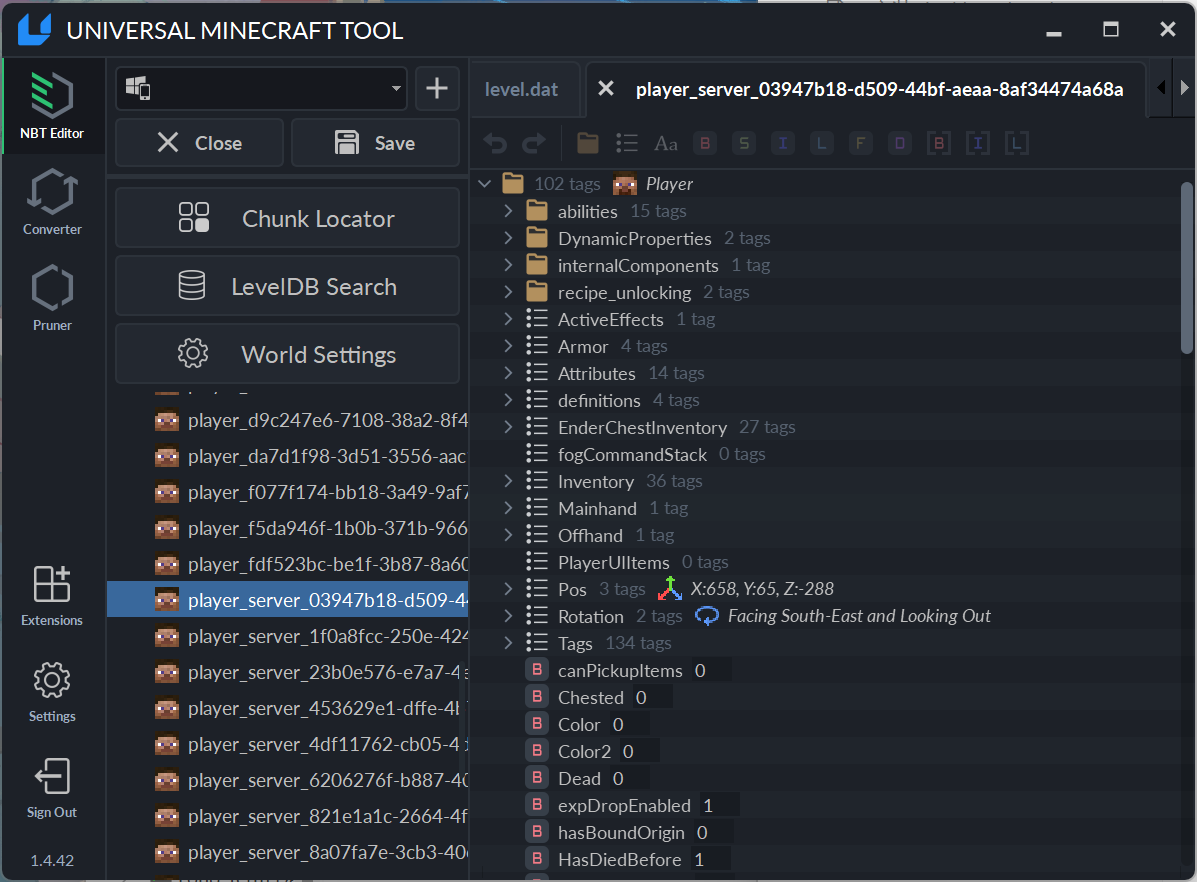 UNIVERSAL MINECRAFT TOOL
NBT Editor
Converter
Pruner
Extensions
Settings
Sign Out
1.4.42
Close
Save
Chunk Locator
LevelDB Search
World Settings
player_d9c247e6-7108-38a2-8f4
player_da7d1f98-3d51-3556-aac
player_f077f174-bb18-3a49-9af7
player_f5da946f-1b0b-371b-966
player_fdf523bc-be1f-3b87-8a60
player_server_03947b18-d509-4
player_server_1f0a8fcc-250e-424
player_server_23b0e576-e7a7-4
player_server_453629e1-dffe-4b
player_server_4df11762-cb05-4
player_server_6206276f-b887-40
player_server_821e1a1c-2664-4f
player_server_8a07fa7e-3cb3-40
level.dat
player_server_03947b18-d509-44bf-aeaa-8af34474a68a
Aa B S I L F D B I L
102 tags Player
abilities 15 tags
DynamicProperties 2 tags
internalComponents 1 tag
recipe_unlocking 2 tags
ActiveEffects 1 tag
Armor 4 tags
Attributes 14 tags
definitions 4 tags
EnderChestInventory 27 tags
fogCommandStack 0 tags
Inventory 36 tags
Mainhand 1 tag
Offhand 1 tag
PlayerUIItems 0 tags
Pos 3 tags X:658, Y:65, Z:-288
Rotation 2 tags Facing South-East and Looking Out
Tags 134 tags
B canPickupItems 0
B Chested 0
B Color 0
B Color2 0
B Dead 0
B expDropEnabled 1
B hasBoundOrigin 0
B HasDiedBefore 1